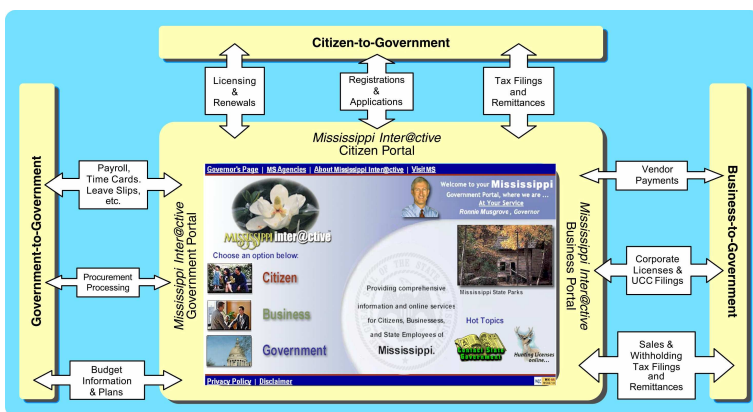 Citizen-to-Government
Licensing
&
Renewals
Registrations
&
Applications
Tax Filings
and
Remittances
Mississippi Inter@ctive
Citizen Portal
Government-to-Government
Payroll,
Time Cards.
Leave Slips,
etc.
Procurement
Processing
Budget
Information
& Plans
Mississippi Inter@ctive
Government Portal
Governor's Page | MS Agencies | About Mississippi Inter@ctive | Visit MS
Welcome to your Mississippi
Government Portal, where we are ...
At Your Service
Ronnie Musgrove , Governor
MISSISSIPPI inter@ctive
Choose an option below:
Citizen
Business
Government
THE STATE
Providing comprehensive
information and online services
for Citizens, Businessess,
and State Employees of
Mississippi.
Mississippi State Parks
Hot Topics
Contact State
Government
Hunting Licenses
online...
Privacy Policy | Disclaimer
Mississippi Inter@ctive
Business Portal
Vendor
Payments
Corporate
Licenses &
UCC Filings
Sales &
Withholding
Tax Filings
and
Remittances
Business-to-Government